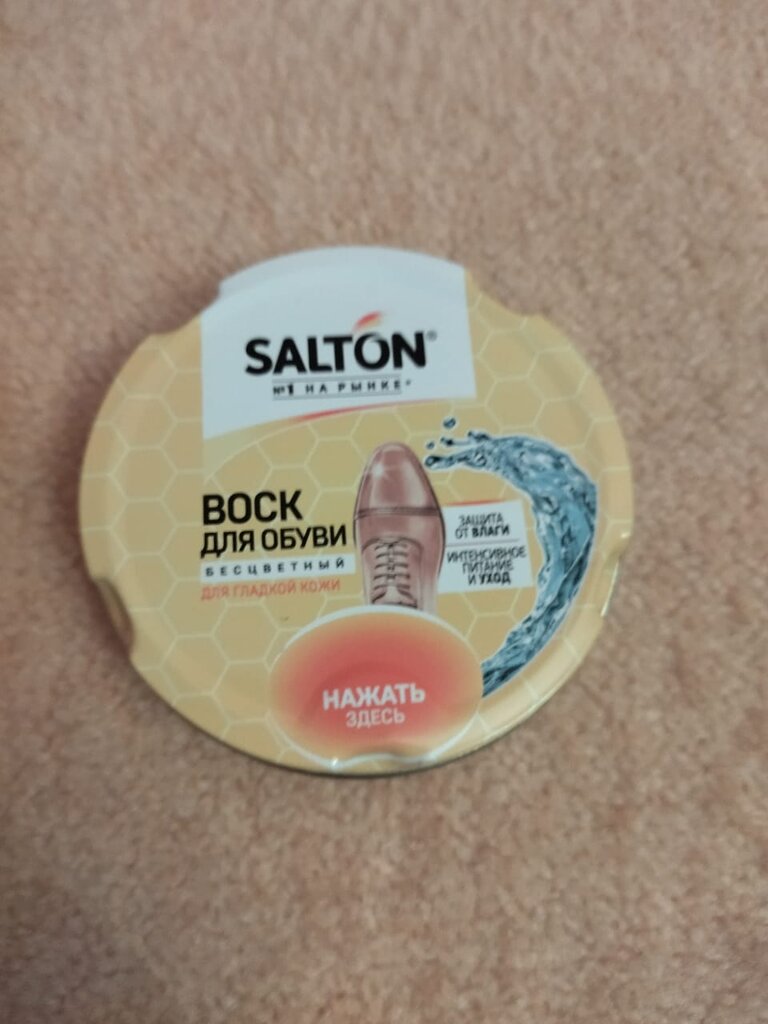 SALTON®
№1 НА РЫНКЕ*
ВОСК
ДЛЯ ОБУВИ
БЕСЦВЕТНЫЙ
ДЛЯ ГЛАДКОЙ КОЖИ
ЗАЩИТА
ОТ ВЛАГИ
ИНТЕНСИВНОЕ
ПИТАНИЕ
И УХОД
НАЖАТЬ
ЗДЕСЬ